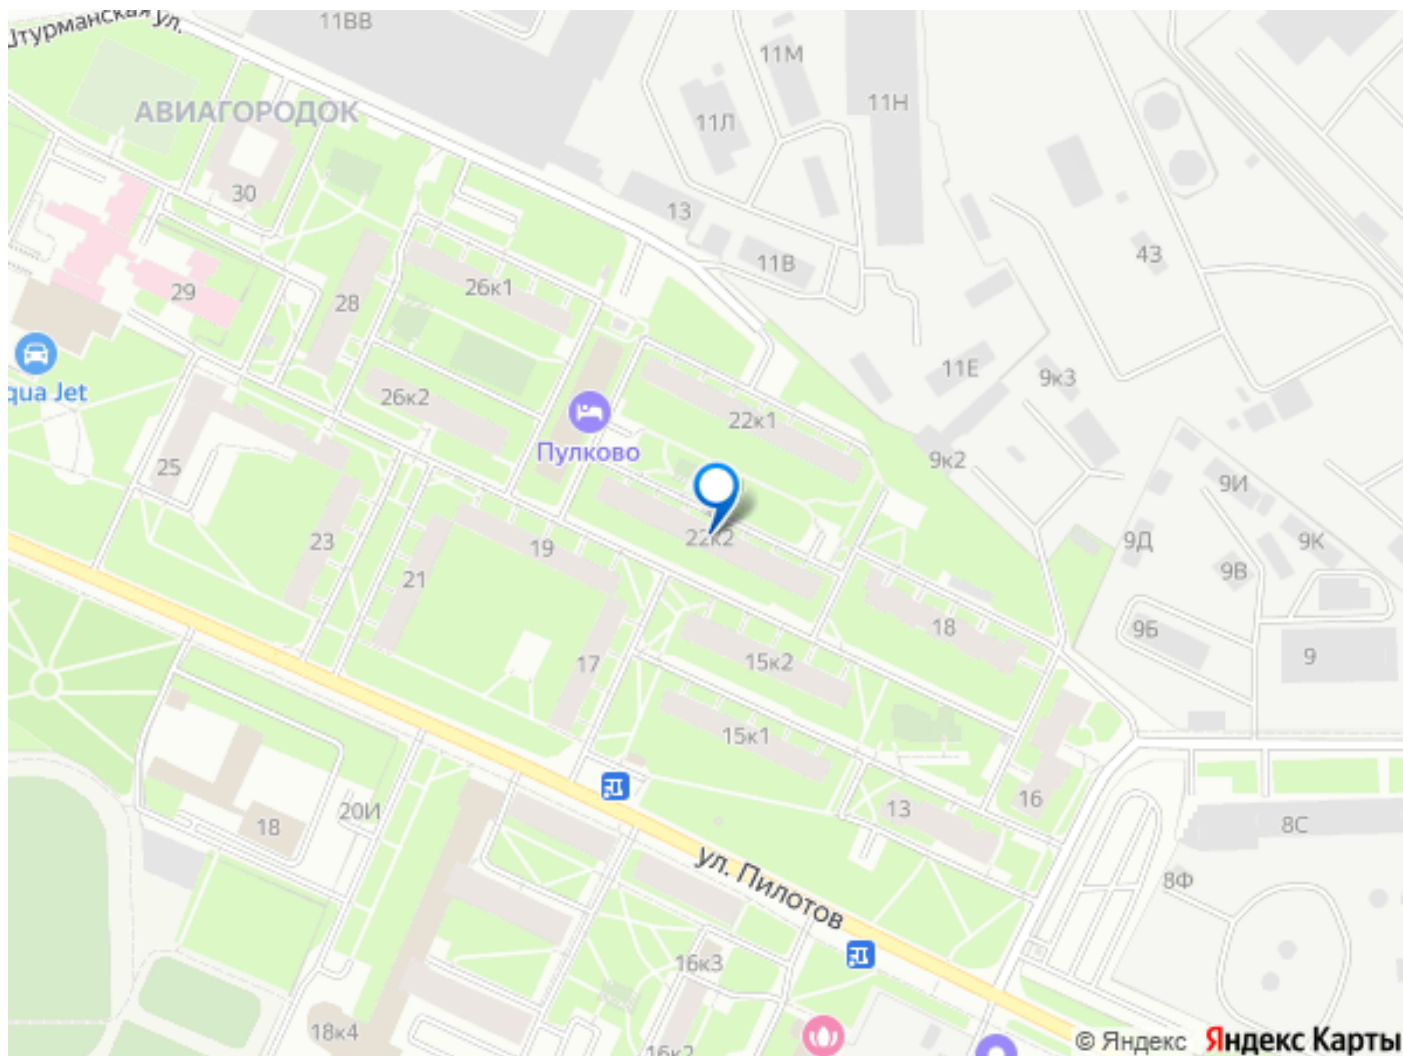 Штурманская ул.
11ВВ
11М
11Н
11Л
АВИАГОРОДОК
30
13
11В
43
29
28
26к1
qua Jet
26к2
Пулково
22к1
11Е
9к3
9к2
25
9И
23
21
19
22к2
9Д
9К
9В
18
9Б
9
17
15к2
15к1
16
13
20И
18
8С
ул. Пилотов
8Ф
16к3
18к4
16к2
© Яндекс Яндекс Карты